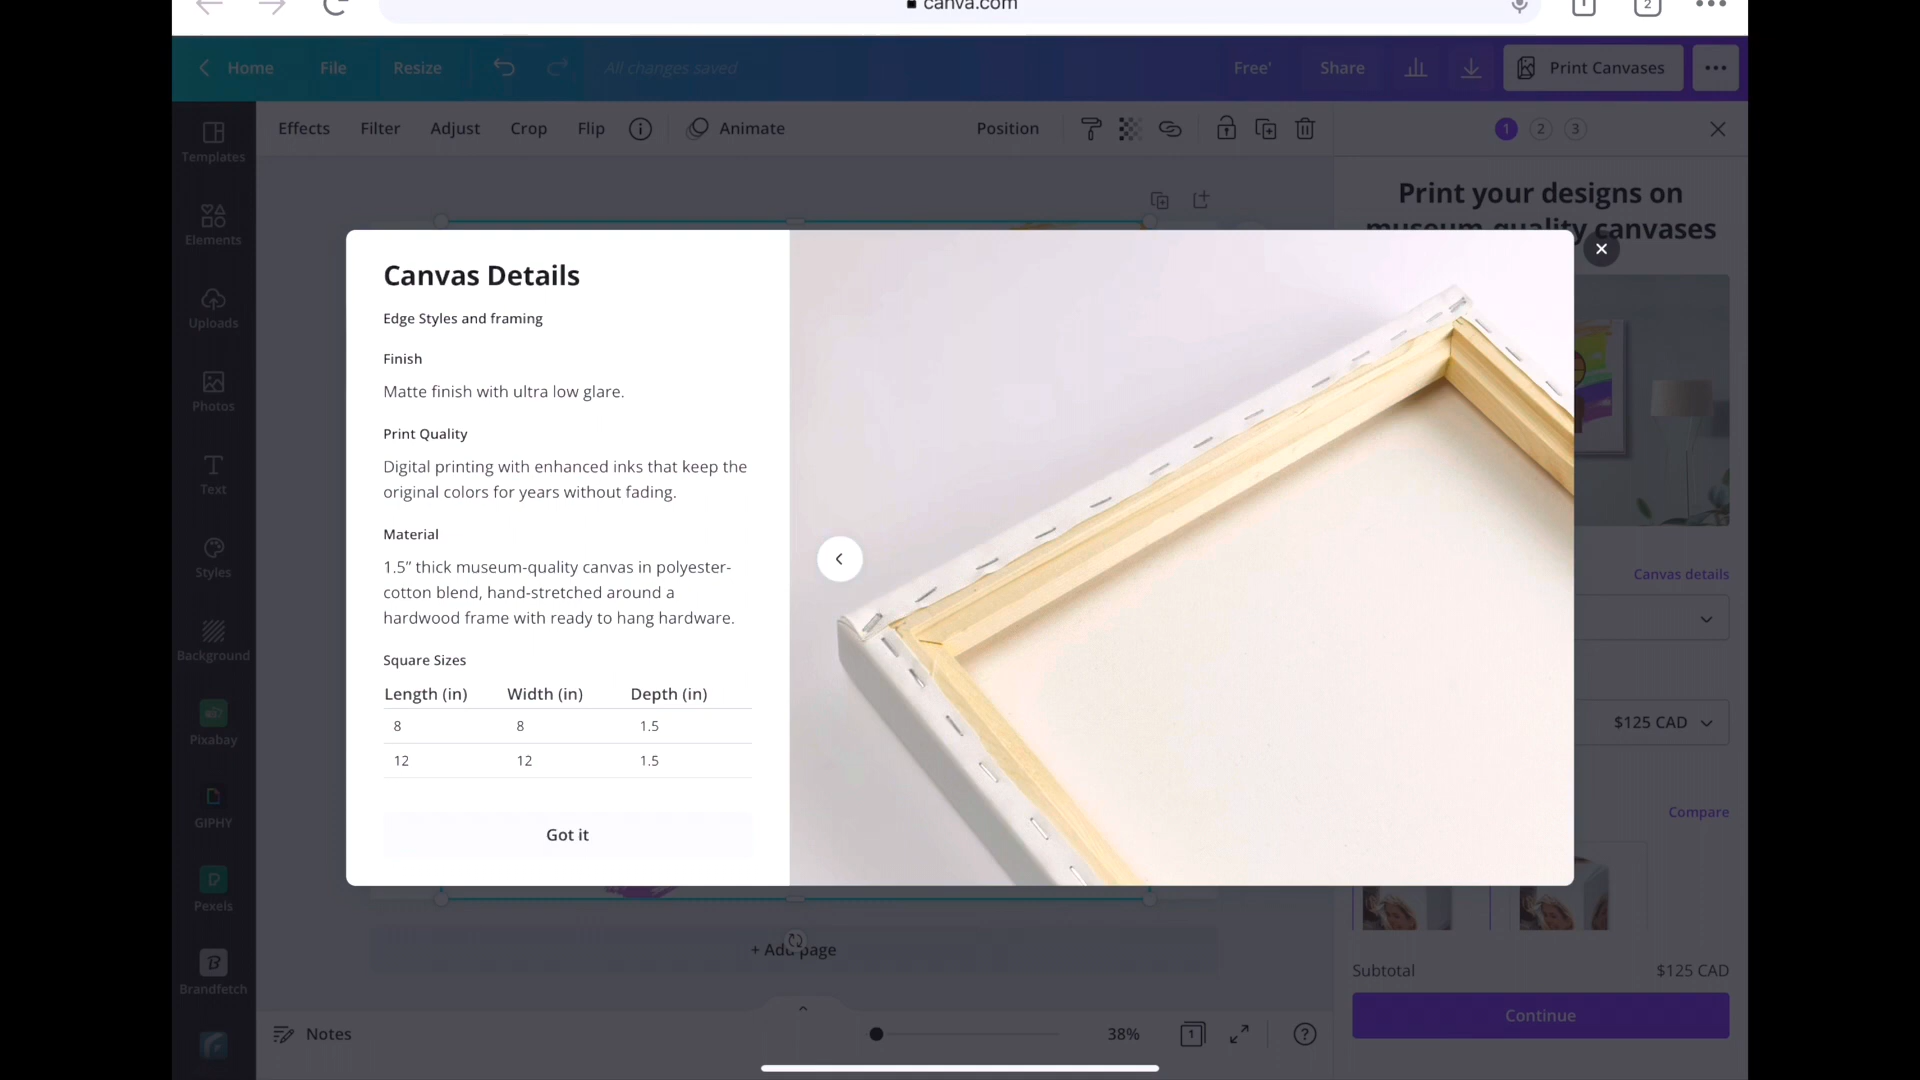 canva.com
2
Home
File
Resize
All changes saved
Free'
Share
Print Canvases
Effects
Filter
Adjust
Crop
Flip
Animate
Position
1
2
3
Templates
Elements
Uploads
Photos
Text
Styles
Background
Pixabay
GIPHY
Pexels
Brandfetch
Print your designs on
museum-quality canvases
Canvas Details
Edge Styles and framing
Finish
Matte finish with ultra low glare.
Print Quality
Digital printing with enhanced inks that keep the
original colors for years without fading.
Material
1.5” thick museum-quality canvas in polyester-
cotton blend, hand-stretched around a
hardwood frame with ready to hang hardware.
Square Sizes
Length (in) Width (in) Depth (in)
8 8 1.5
12 12 1.5
Got it
Canvas details
$125 CAD
Compare
Subtotal $125 CAD
Continue
+ Add page
Notes
38%
1